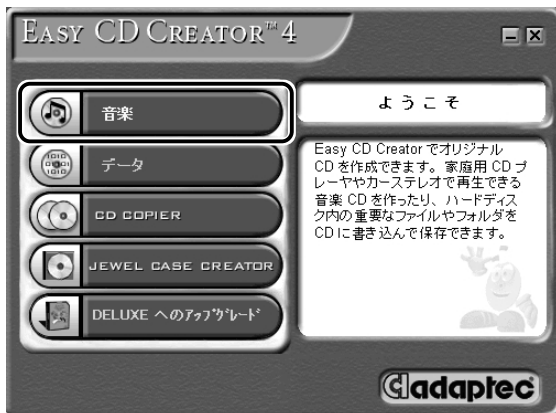 EASY CD CREATOR™ 4
音楽
データ
CD COPIER
JEWEL CASE CREATOR
DELUXE へのｱｯﾌﾟｸﾞﾚｰﾄﾞ
ようこそ
Easy CD Creator でオリジナル
CD を作成できます。家庭用 CD プ
レーヤやカーステレオで再生できる
音楽 CD を作ったり、ハードディス
ク内の重要なファイルやフォルダを
CD に書き込んで保存できます。
adaptec